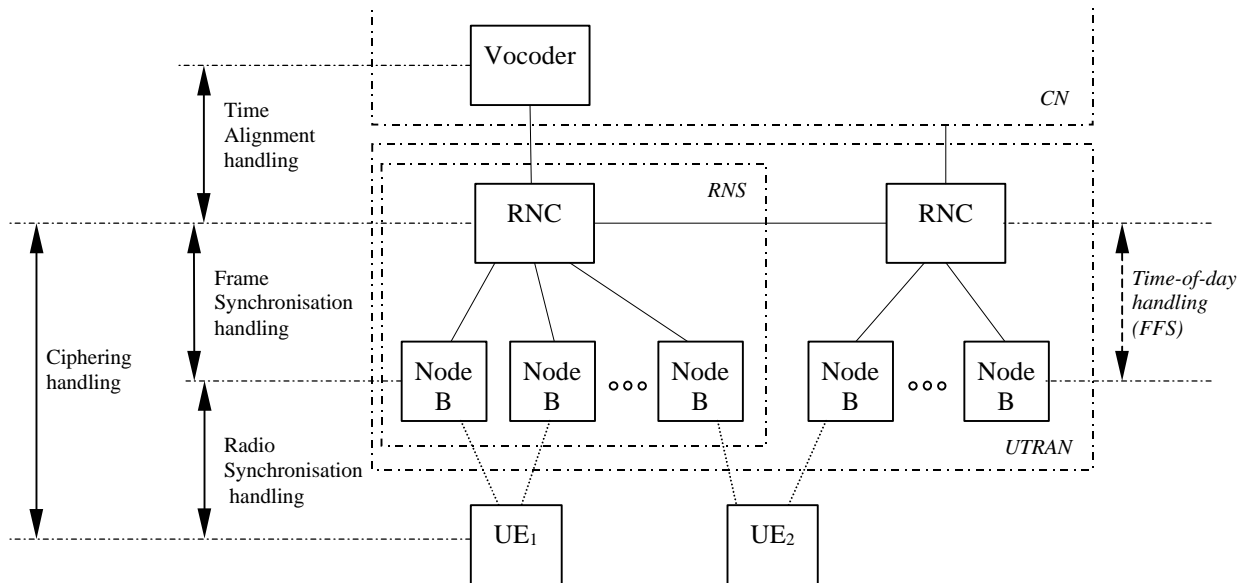 Vocoder
CN
Time
Alignment
handling
RNS
RNC
RNC
Frame
Synchronisation
handling
Time-of-day
handling
(FFS)
Ciphering
handling
Node
B
Node
B
Node
B
Node
B
Node
B
Radio
Synchronisation
handling
UTRAN
UE1
UE2